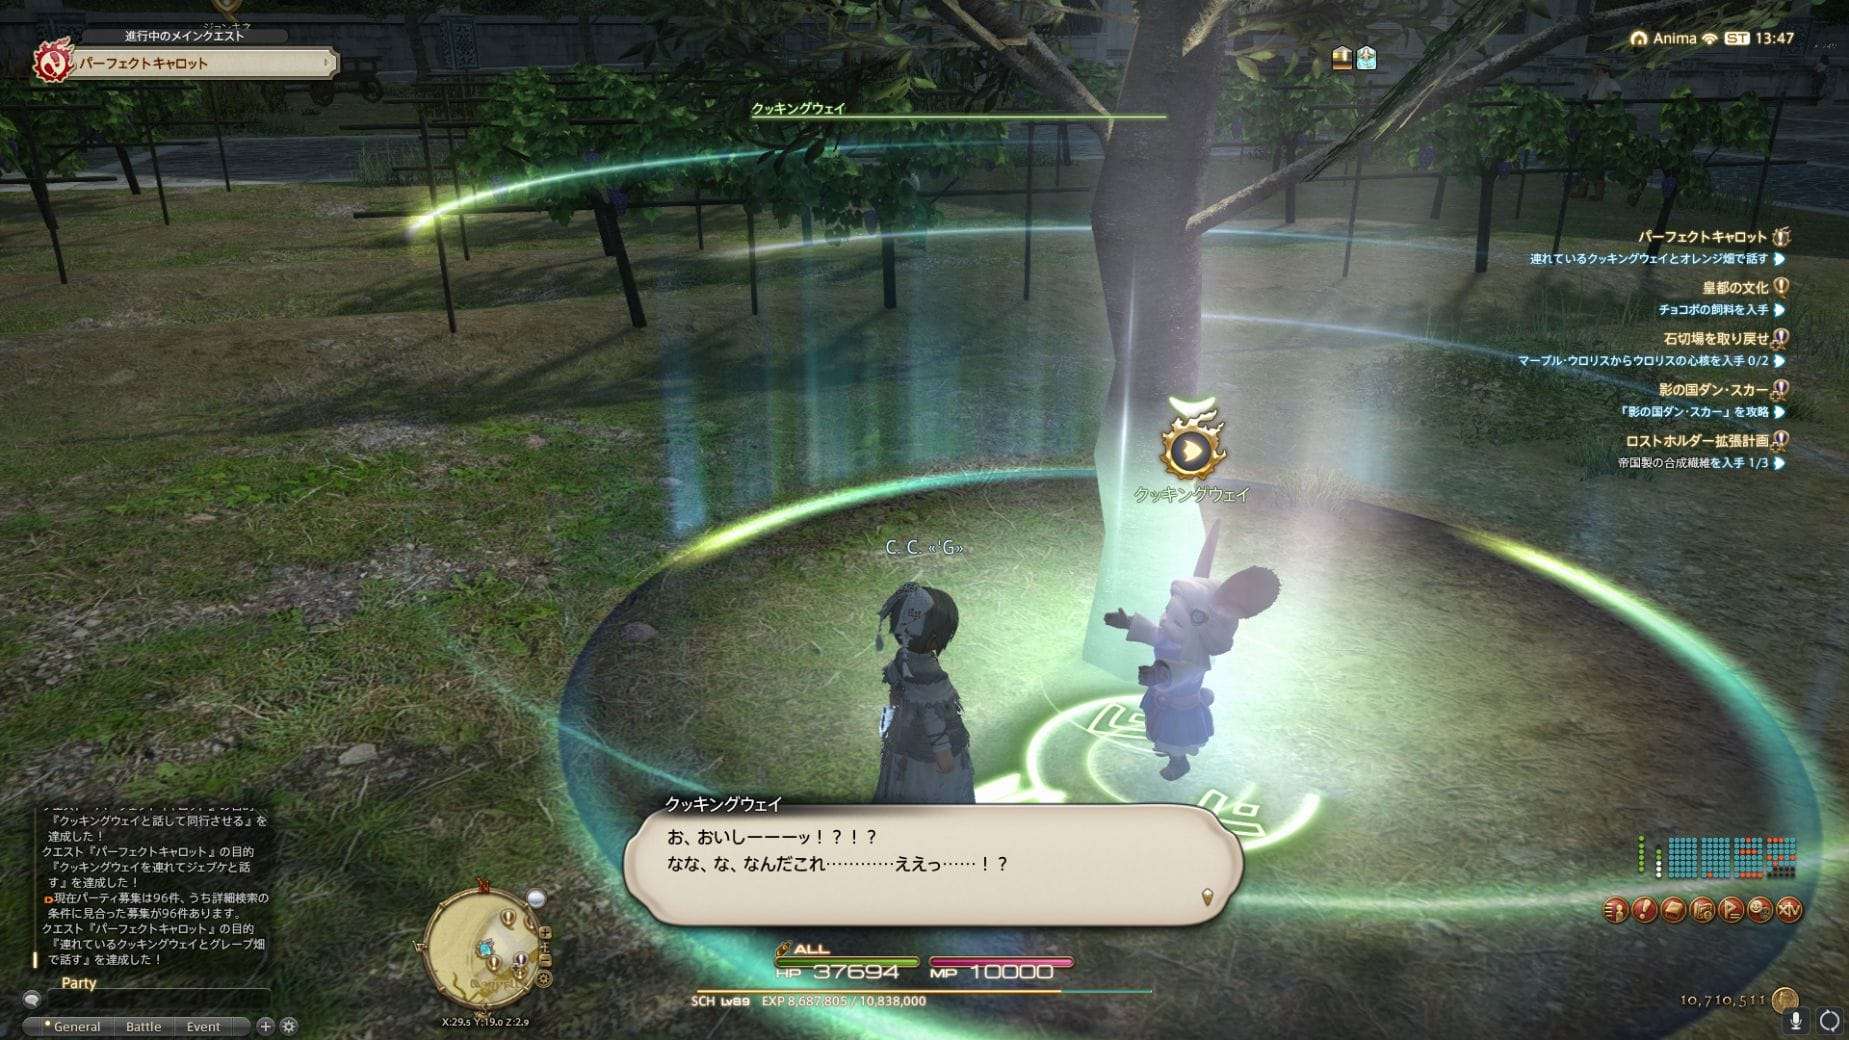 進行中のメインクエスト
パーフェクトキャロット
Anima ST 13:47
クッキングウェイ
パーフェクトキャロット
連れているクッキングウェイとオレンジ畑で話す
皇都の文化
チョコボの飼料を入手
石切場を取り戻せ
マーブル・ウロリスからウロリスの心核を入手 0/2
影の国ダン・スカー
「影の国ダン・スカー」を攻略
ロストホルダー拡張計画
帝国製の合成繊維を入手 1/3
クッキングウェイ
C. C. «'G»
クッキングウェイ
お、おいしーーーッ！？！？
なな、な、なんだこれ…………ええっ……！？
『クッキングウェイと話して同行させる』を
達成した！
クエスト『パーフェクトキャロット』の目的
『クッキングウェイを連れてジェブケと話
す』を達成した！
現在パーティ募集は96件、うち詳細検索の
条件に見合った募集が96件あります。
クエスト『パーフェクトキャロット』の目的
『連れているクッキングウェイとグレープ畑
で話す』を達成した！
Party
General Battle Event
X:29.5 Y:19.0 Z:2.9
ALL
HP 37694 MP 10000
SCH Lv89 EXP 8,687,805 / 10,838,000
XIV
10,710,511